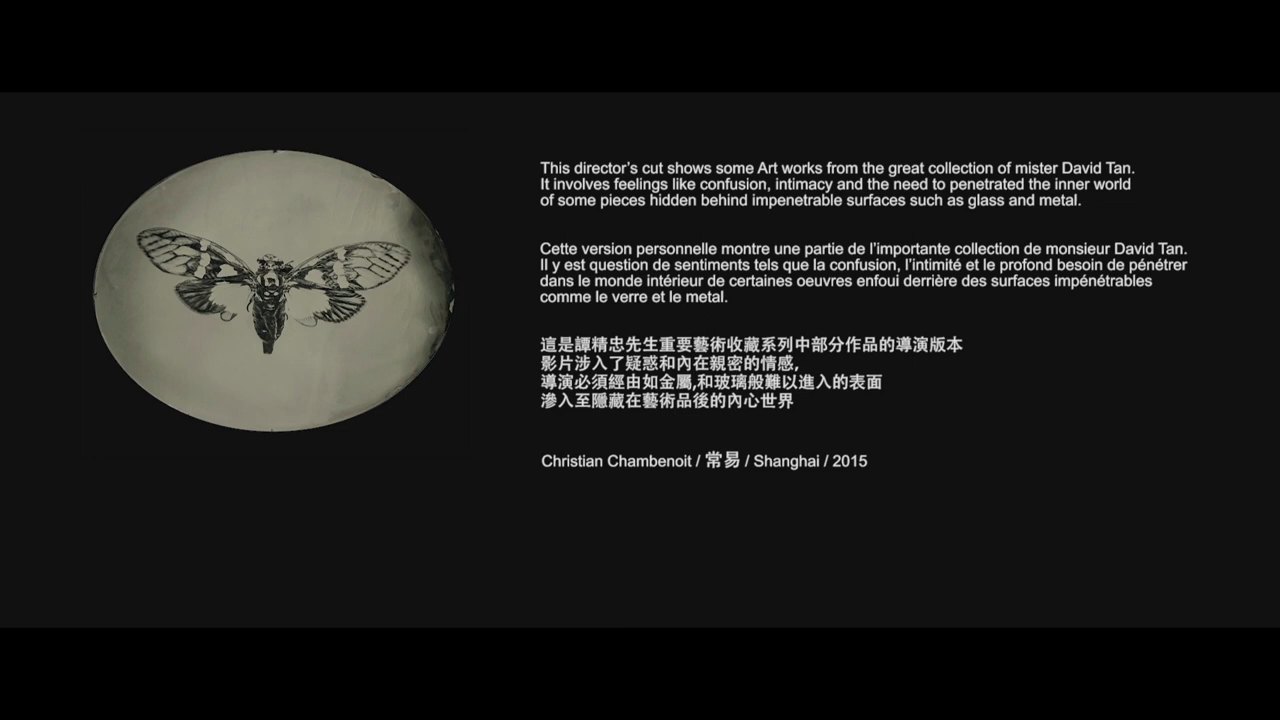 This director's cut shows some Art works from the great collection of mister David Tan.
It involves feelings like confusion, intimacy and the need to penetrated the inner world
of some pieces hidden behind impenetrable surfaces such as glass and metal.
Cette version personnelle montre une partie de l'importante collection de monsieur David Tan.
Il y est question de sentiments tels que la confusion, l'intimité et le profond besoin de pénétrer
dans le monde intérieur de certaines oeuvres enfoui derrière des surfaces impénétrables
comme le verre et le metal.
這是譚精忠先生重要藝術收藏系列中部分作品的導演版本
影片涉入了疑惑和內在親密的情感,
導演必須經由如金屬,和玻璃般難以進入的表面
滲入至隱藏在藝術品後的內心世界
Christian Chambenoit / 常易 / Shanghai / 2015